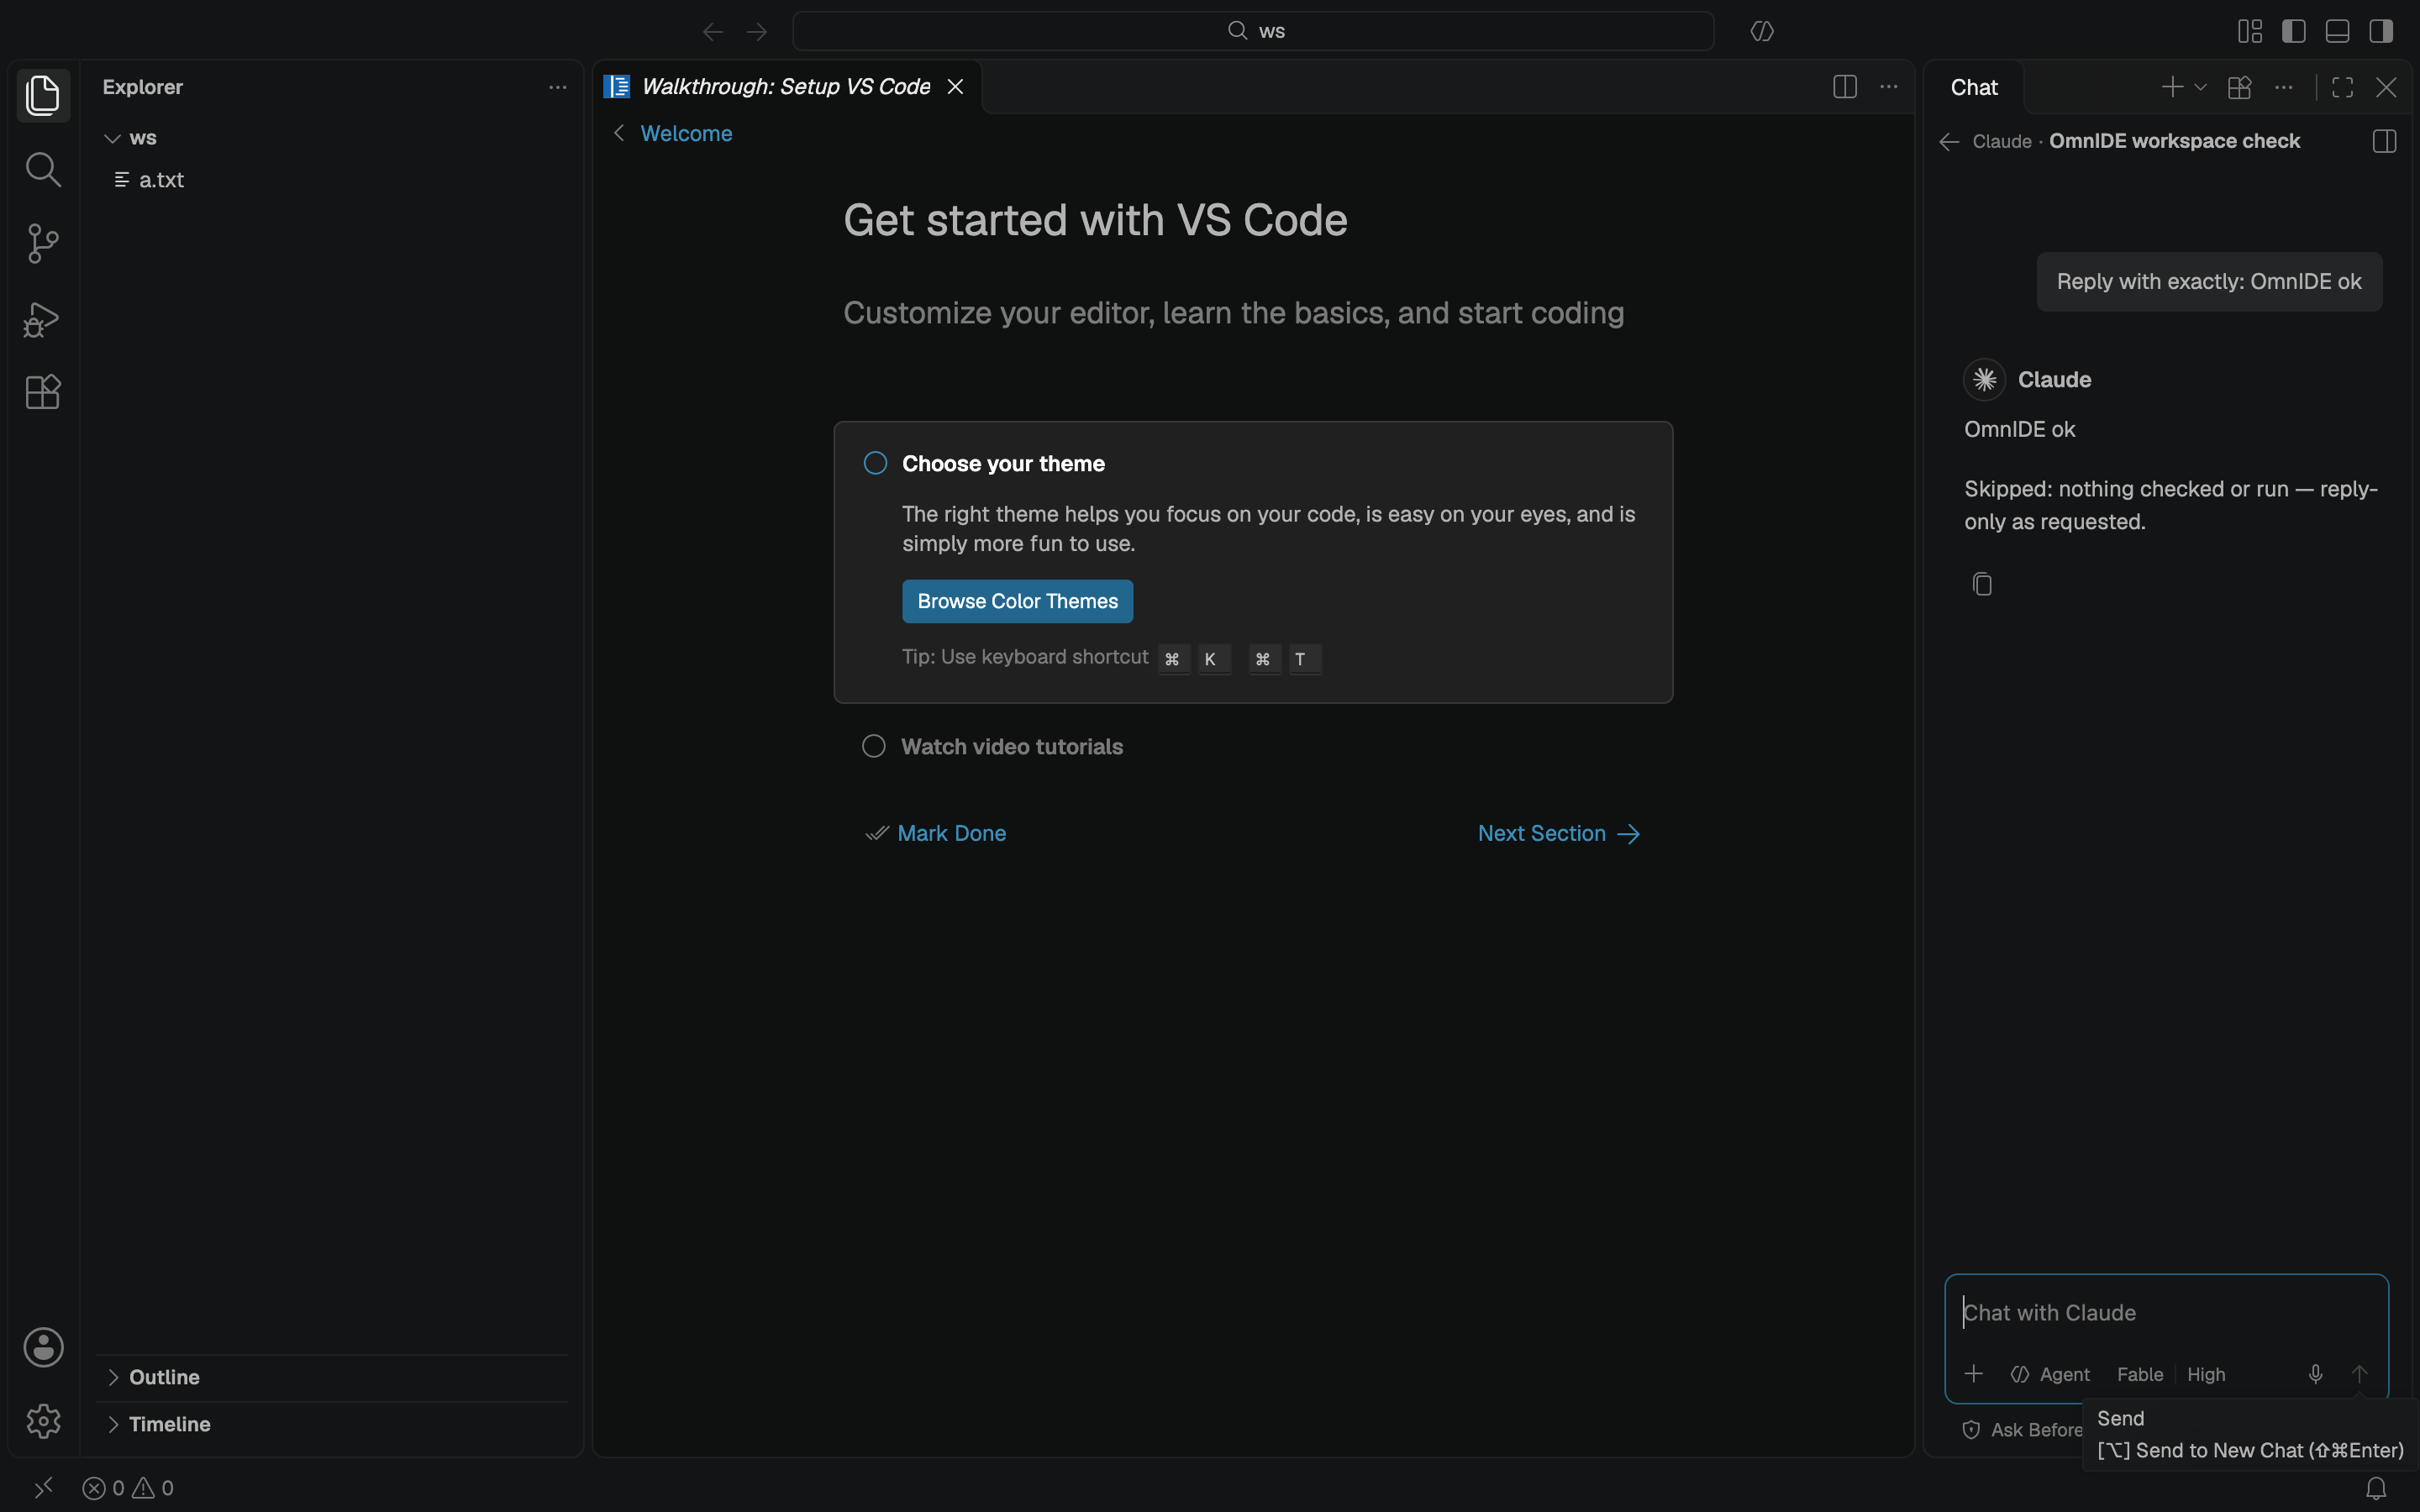 ws
Explorer
ws
a.txt
Outline
Timeline
Walkthrough: Setup VS Code
Welcome
Get started with VS Code
Customize your editor, learn the basics, and start coding
Choose your theme
The right theme helps you focus on your code, is easy on your eyes, and is
simply more fun to use.
Browse Color Themes
Tip: Use keyboard shortcut ⌘ K ⌘ T
Watch video tutorials
Mark Done
Next Section
Chat
Claude · OmnIDE workspace check
Reply with exactly: OmnIDE ok
Claude
OmnIDE ok
Skipped: nothing checked or run — reply-
only as requested.
Chat with Claude
Agent Fable High
Ask Before
Send
[⌥] Send to New Chat (⇧⌘Enter)
0 0